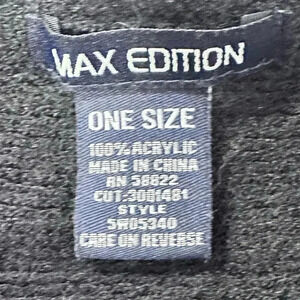 MAX EDITION
ONE SIZE
100% ACRYLIC
MADE IN CHINA
RN 58822
CUT:3001481
STYLE
SW05340
CARE ON REVERSE